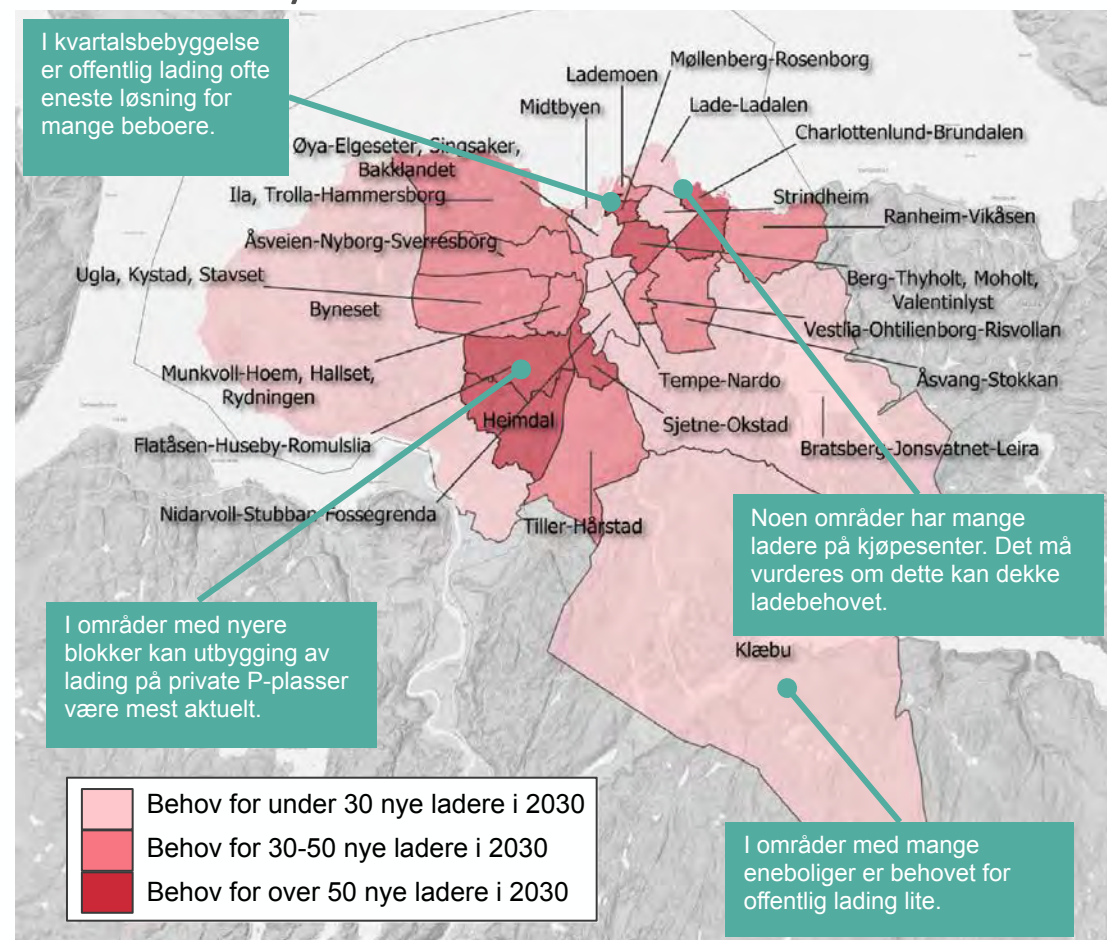 I kvartalsbebyggelse
er offentlig lading ofte
eneste løsning for
mange beboere.
Møllenberg-Rosenborg
Lademoen
Midtbyen
Lade-Ladalen
Charlottenlund-Brundalen
Øya-Elgeseter, Singsaker,
Bakklandet
Strindheim
Ila, Trolla-Hammersborg
Ranheim-Vikåsen
Åsveien-Nyborg-Sverresborg
Ugla, Kystad, Stavset
Berg-Thyholt, Moholt,
Valentinlyst
Byneset
Vestlia-Ohtilienborg-Risvollan
Munkvoll-Hoem, Hallset,
Rydningen
Tempe-Nardo
Åsvang-Stokkan
Heimdal
Sjetne-Okstad
Flatåsen-Huseby-Romulslia
Bratsberg-Jonsvatnet-Leira
Nidarvoll-Stubban-Fossegrenda
Tiller-Hårstad
Noen områder har mange
ladere på kjøpesenter. Det må
vurderes om dette kan dekke
ladebehovet.
I områder med nyere
blokker kan utbygging av
lading på private P-plasser
være mest aktuelt.
Klæbu
Behov for under 30 nye ladere i 2030
Behov for 30-50 nye ladere i 2030
Behov for over 50 nye ladere i 2030
I områder med mange
eneboliger er behovet for
offentlig lading lite.